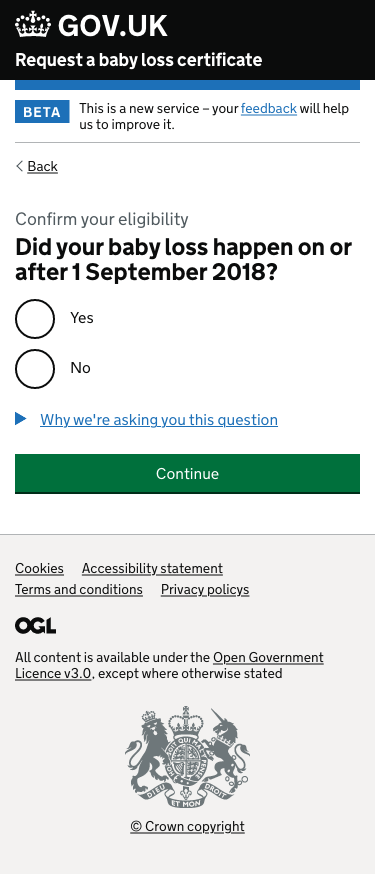 GOV.UK
Request a baby loss certificate
BETA
This is a new service – your feedback will help
us to improve it.
Back
Confirm your eligibility
Did your baby loss happen on or
after 1 September 2018?
Yes
No
Why we're asking you this question
Continue
Cookies Accessibility statement
Terms and conditions Privacy policys
OGL
All content is available under the Open Government
Licence v3.0, except where otherwise stated
DIEU ET MON
© Crown copyright